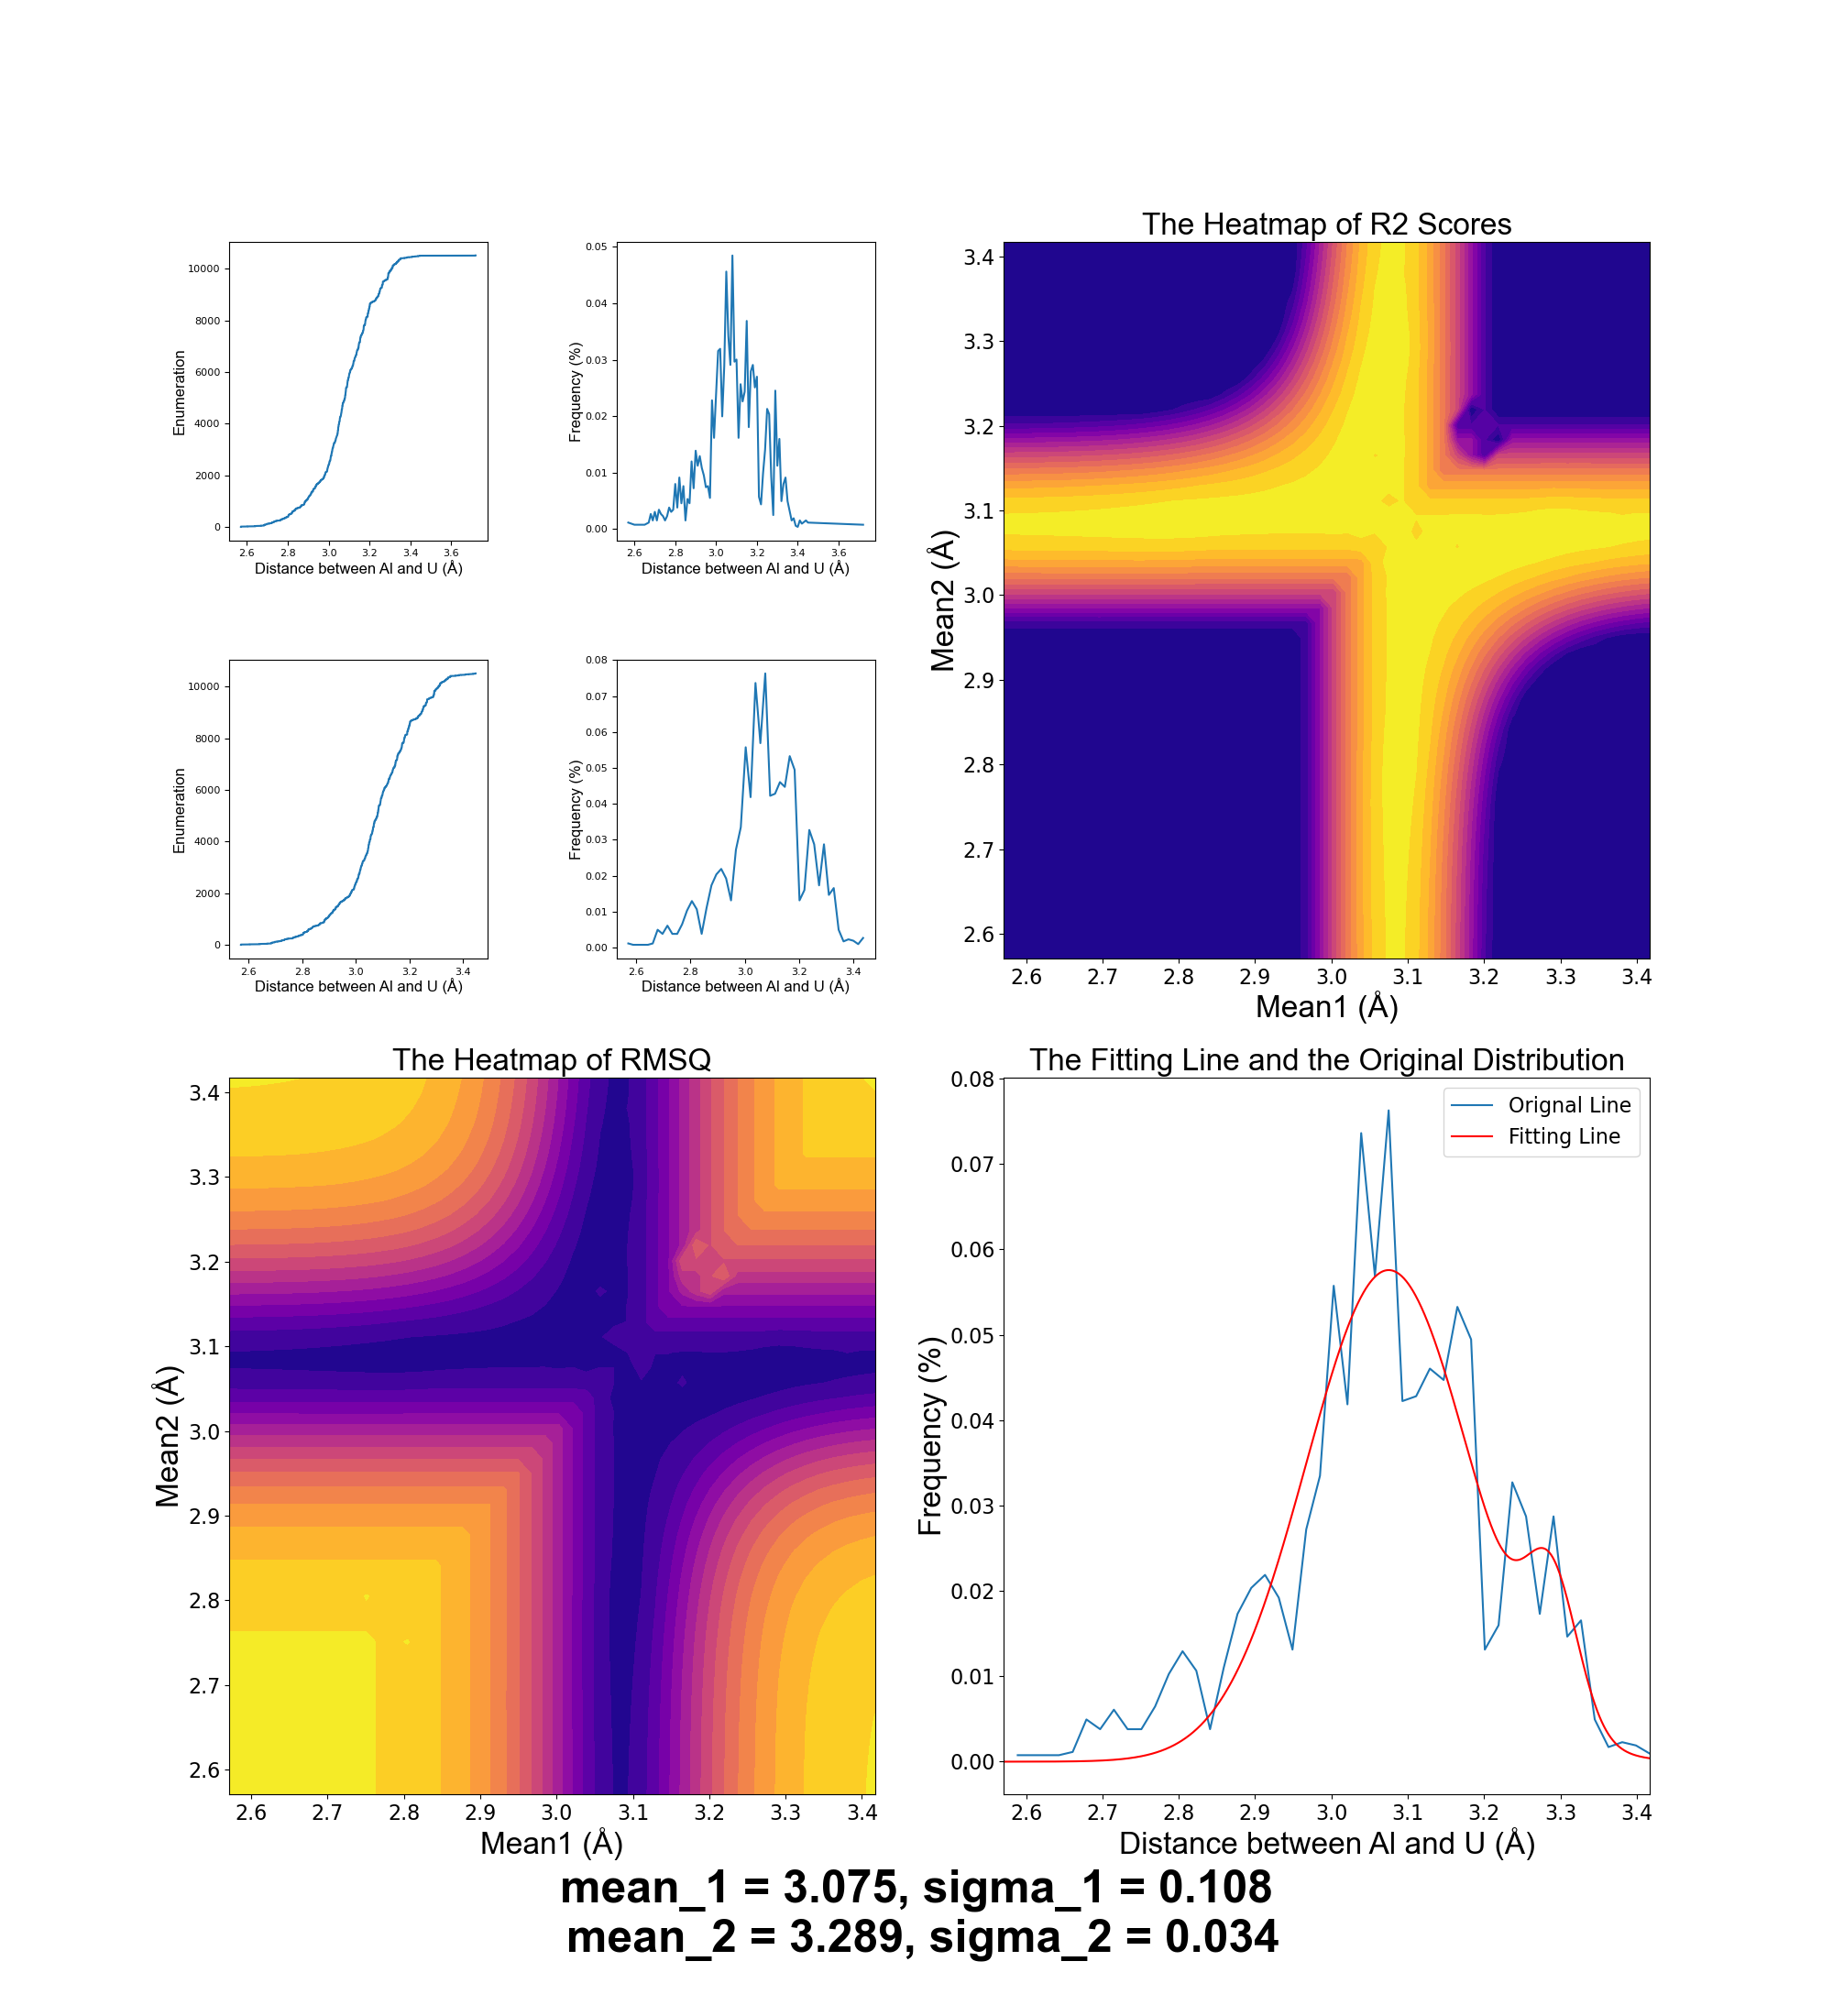 10000
8000
6000
4000
2000
0
Enumeration
2.6 2.8 3.0 3.2 3.4 3.6
Distance between Al and U (Å)
0.05
0.04
0.03
0.02
0.01
0.00
Frequency (%)
2.6 2.8 3.0 3.2 3.4 3.6
Distance between Al and U (Å)
The Heatmap of R2 Scores
3.4
3.3
3.2
3.1
3.0
2.9
2.8
2.7
2.6
Mean2 (Å)
2.6 2.7 2.8 2.9 3.0 3.1 3.2 3.3 3.4
Mean1 (Å)
10000
8000
6000
4000
2000
0
Enumeration
2.6 2.8 3.0 3.2 3.4
Distance between Al and U (Å)
0.08
0.07
0.06
0.05
0.04
0.03
0.02
0.01
0.00
Frequency (%)
2.6 2.8 3.0 3.2 3.4
Distance between Al and U (Å)
The Heatmap of RMSQ
3.4
3.3
3.2
3.1
3.0
2.9
2.8
2.7
2.6
Mean2 (Å)
2.6 2.7 2.8 2.9 3.0 3.1 3.2 3.3 3.4
Mean1 (Å)
The Fitting Line and the Original Distribution
Orignal Line
Fitting Line
0.08
0.07
0.06
0.05
0.04
0.03
0.02
0.01
0.00
Frequency (%)
2.6 2.7 2.8 2.9 3.0 3.1 3.2 3.3 3.4
Distance between Al and U (Å)
mean_1 = 3.075, sigma_1 = 0.108
mean_2 = 3.289, sigma_2 = 0.034